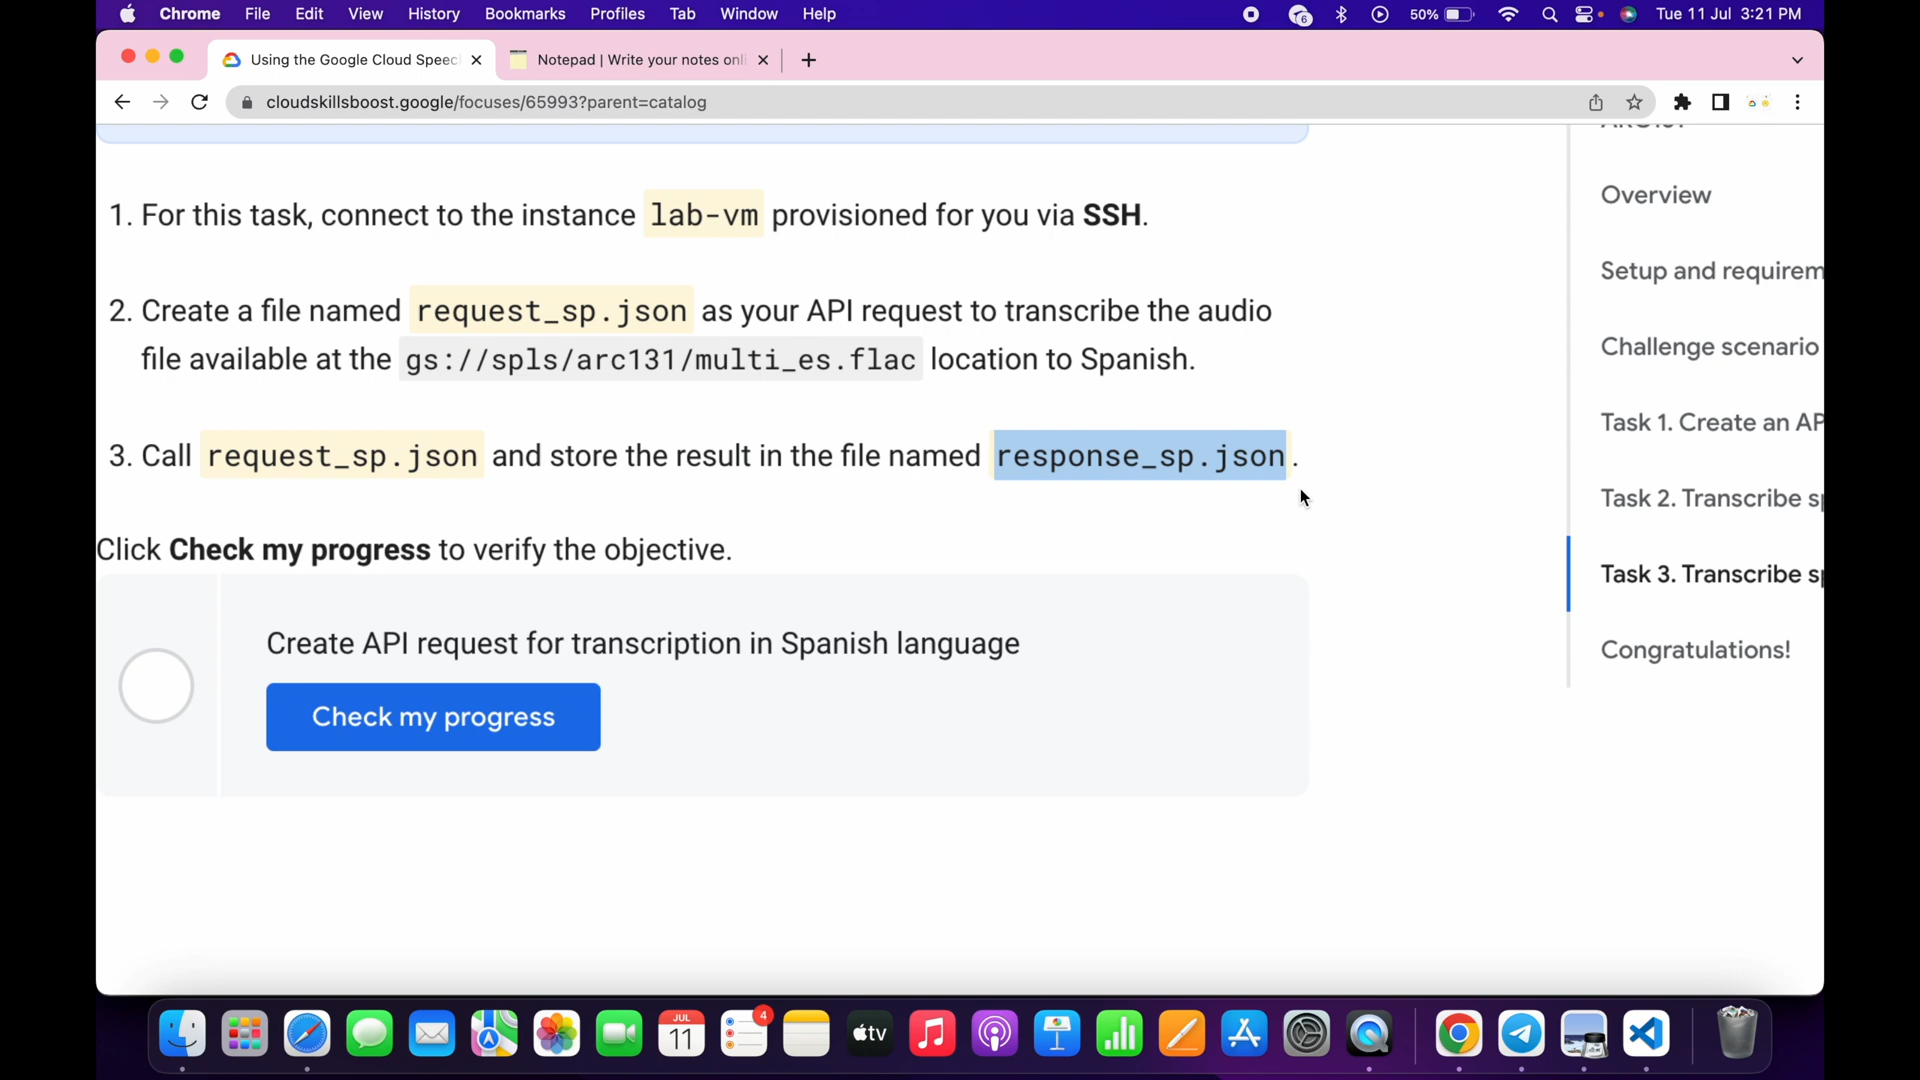 Chrome File Edit View History Bookmarks Profiles Tab Window Help
6 50% Tue 11 Jul 3:21 PM
Using the Google Cloud Speec
Notepad | Write your notes onli
cloudskillsboost.google/focuses/65993?parent=catalog
1. For this task, connect to the instance lab-vm provisioned for you via SSH.
2. Create a file named request_sp.json as your API request to transcribe the audio
file available at the gs://spls/arc131/multi_es.flac location to Spanish.
3. Call request_sp.json and store the result in the file named response_sp.json.
Click Check my progress to verify the objective.
Create API request for transcription in Spanish language
Check my progress
Overview
Setup and requirem
Challenge scenario
Task 1. Create an AP
Task 2. Transcribe sp
Task 3. Transcribe sp
Congratulations!
JUL
11
4
tv